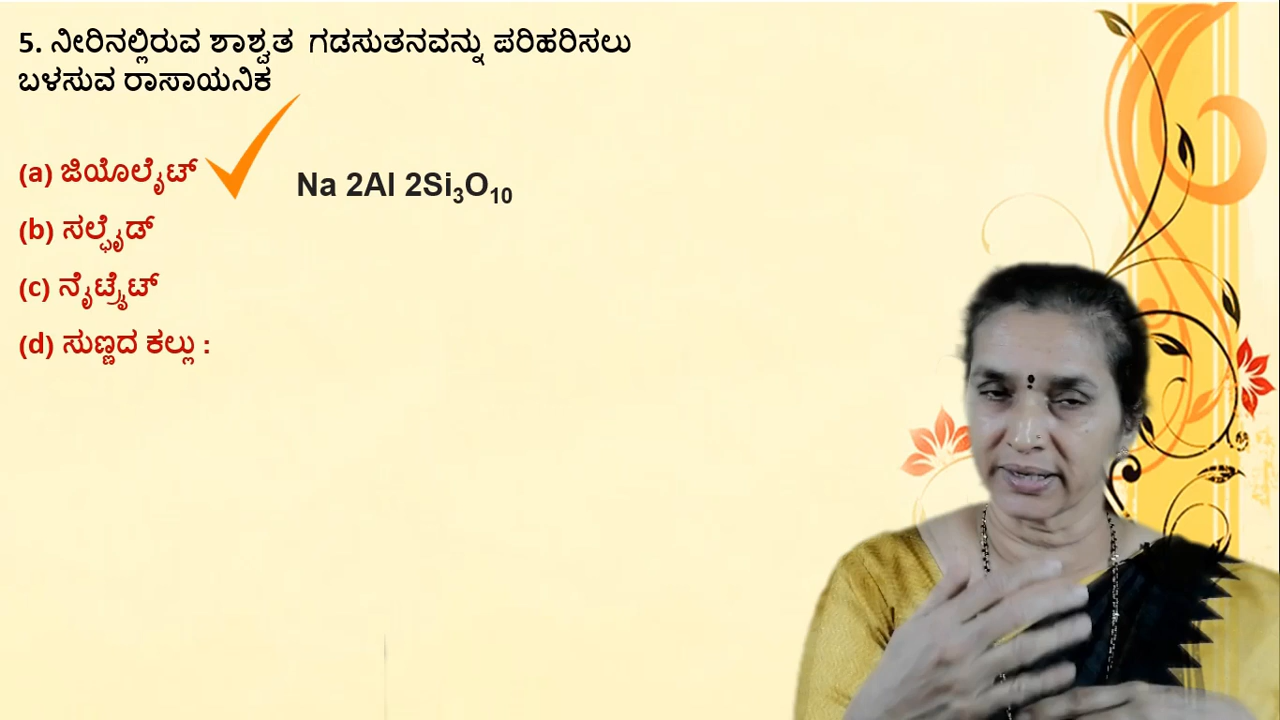 5. ನೀರಿನಲ್ಲಿರುವ ಶಾಶ್ವತ ಗಡಸುತನವನ್ನು ಪರಿಹರಿಸಲು
ಬಳಸುವ ರಾಸಾಯನಿಕ
(a) ಜಿಯೊಲೈಟ್
Na 2Al 2Si₃O₁₀
(b) ಸಲ್ಫೈಡ್
(c) ನೈಟ್ರೈಟ್
(d) ಸುಣ್ಣದ ಕಲ್ಲು :